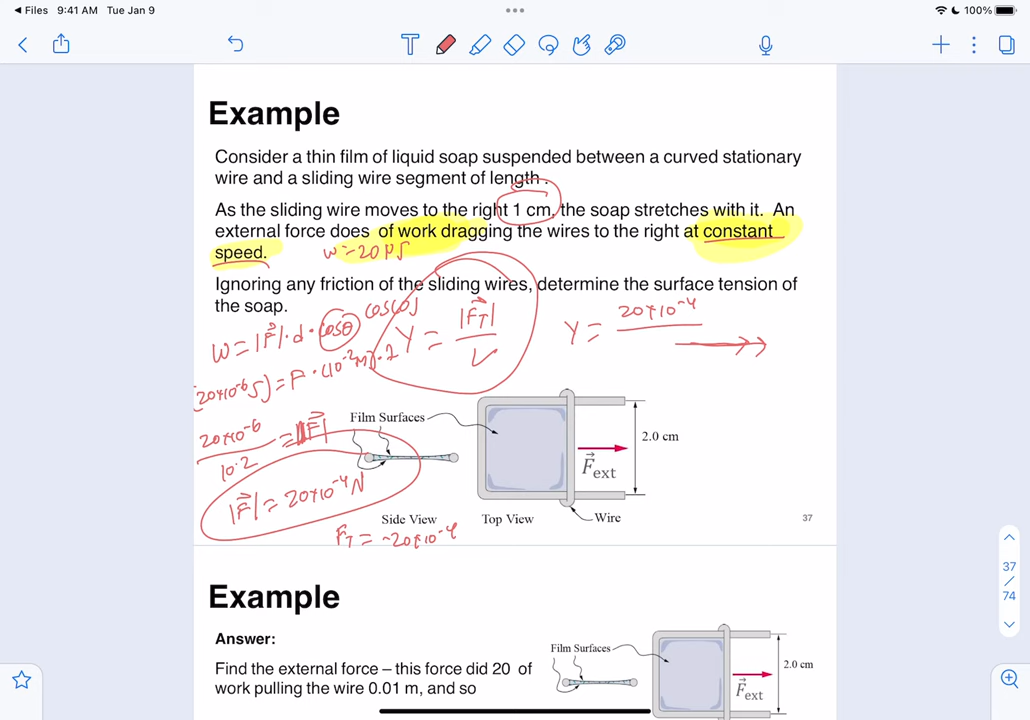 Files 9:41 AM Tue Jan 9
100%
Example
Consider a thin film of liquid soap suspended between a curved stationary
wire and a sliding wire segment of length .
As the sliding wire moves to the right 1 cm, the soap stretches with it. An
external force does of work dragging the wires to the right at constant
speed.
Ignoring any friction of the sliding wires, determine the surface tension of
the soap.
W = |F|·d·cosθ
γ = |F_T| / L
γ = 20*10^-4
20*10^-6
|F| = 20*10^-4 N
F_T = ~20*10^-4
Film Surfaces
2.0 cm
F ext
Side View
Top View
Wire
37
37
/
74
Example
Answer:
Find the external force – this force did 20 of
work pulling the wire 0.01 m, and so
Film Surfaces
2.0 cm
F ext